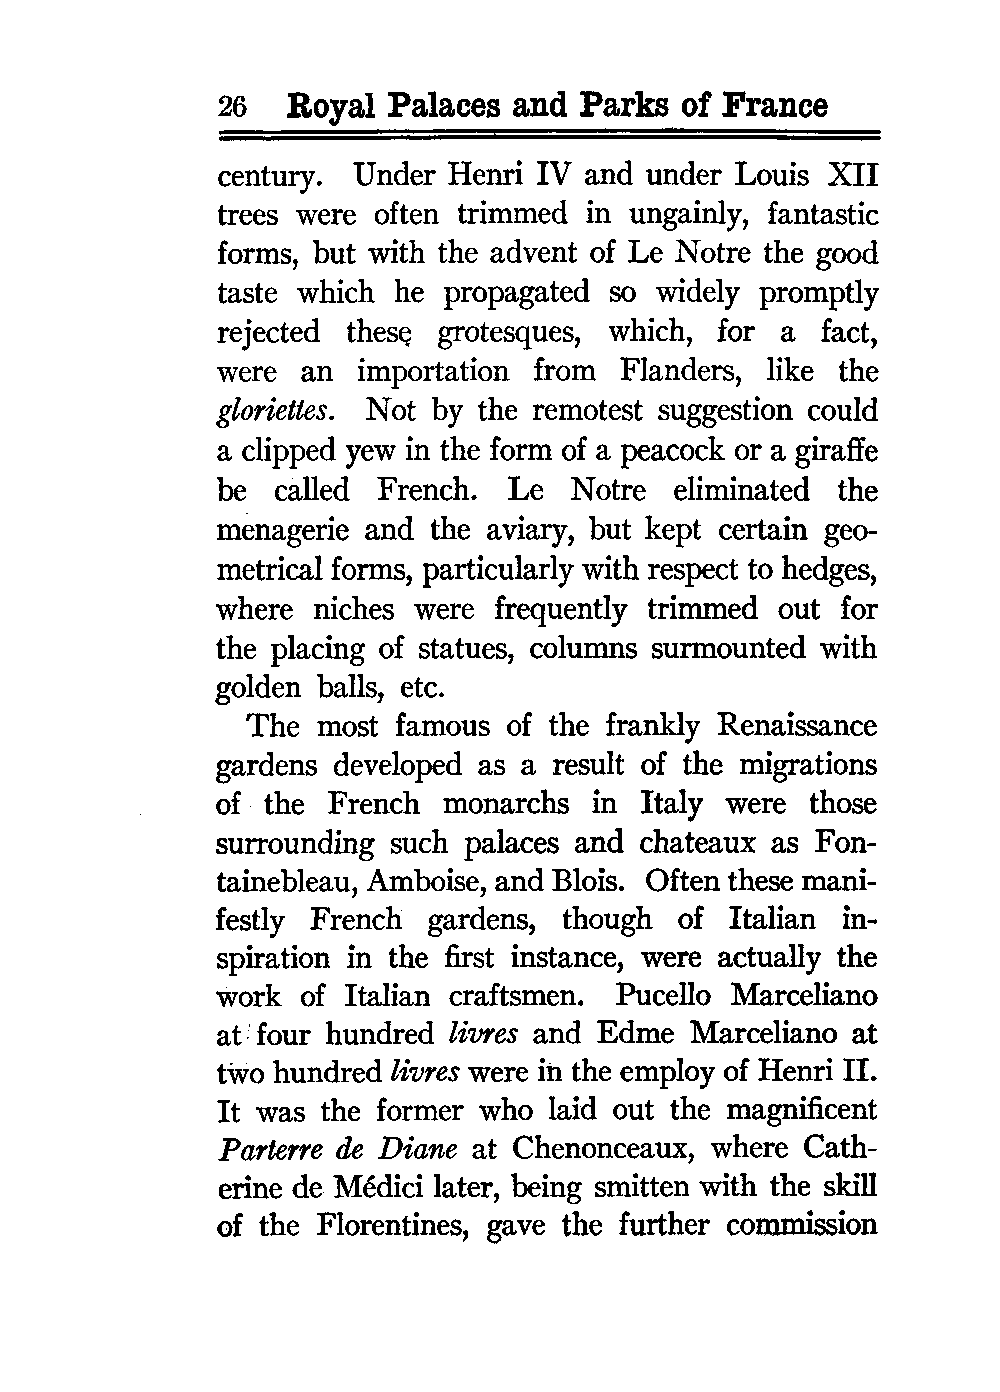 26 Royal Palaces and Parks of France
century. Under Henri IV and under Louis XII
trees were often trimmed in ungainly, fantastic
forms, but with the advent of Le Notre the good
taste which he propagated so widely promptly
rejected these grotesques, which, for a fact,
were an importation from Flanders, like the
gloriettes. Not by the remotest suggestion could
a clipped yew in the form of a peacock or a giraffe
be called French. Le Notre eliminated the
menagerie and the aviary, but kept certain geo-
metrical forms, particularly with respect to hedges,
where niches were frequently trimmed out for
the placing of statues, columns surmounted with
golden balls, etc.
The most famous of the frankly Renaissance
gardens developed as a result of the migrations
of the French monarchs in Italy were those
surrounding such palaces and chateaux as Fon-
tainebleau, Amboise, and Blois. Often these mani-
festly French gardens, though of Italian in-
spiration in the first instance, were actually the
work of Italian craftsmen. Pucello Marceliano
at four hundred livres and Edme Marceliano at
two hundred livres were in the employ of Henri II.
It was the former who laid out the magnificent
Parterre de Diane at Chenonceaux, where Cath-
erine de Médici later, being smitten with the skill
of the Florentines, gave the further commission